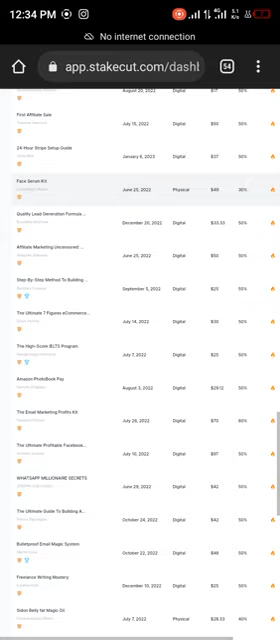 12:34 PM
4G
5.1 K/s
No internet connection
app.stakecut.com/dashb
54
August 20, 2022 Digital $17 50%
First Affiliate Sale
July 15, 2022 Digital $50 50%
24-Hour Stripe Setup Guide
January 6, 2023 Digital $37 50%
Face Serum Kit
June 25, 2022 Physical $49 30%
Quality Lead Generation Formula ...
December 20, 2022 Digital $33.33 50%
Affiliate Marketing Uncensored ...
June 25, 2022 Digital $50 50%
Step-By-Step Method To Building ...
September 5, 2022 Digital $25 50%
The Ultimate 7 Figures eCommerce...
July 14, 2022 Digital $30 50%
The High-Score IELTS Program
July 7, 2022 Digital $25 50%
Amazon PhotoBook Pay
August 3, 2022 Digital $29.12 50%
The Email Marketing Profits Kit
July 26, 2022 Digital $70 60%
The Ultimate Profitable Facebook...
July 10, 2022 Digital $97 50%
WHATSAPP MILLIONAIRE SECRETS
June 29, 2022 Digital $42 50%
The Ultimate Guide To Building A...
October 24, 2022 Digital $42 50%
Bulletproof Email Magic System
October 22, 2022 Digital $48 50%
Freelance Writing Mastery
December 10, 2022 Digital $25 50%
Sidon Belly fat Magic Oil
July 7, 2022 Physical $28.53 40%